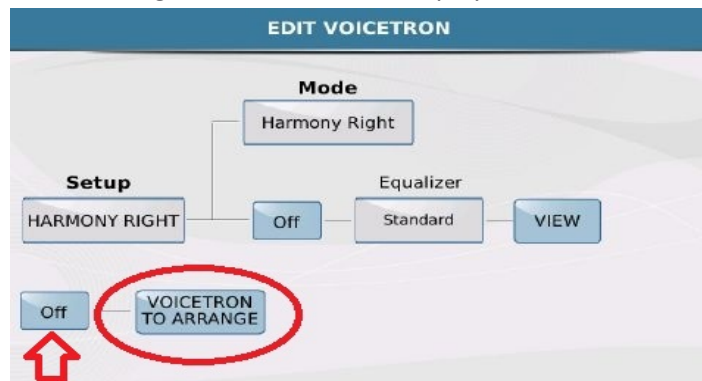 EDIT VOICETRON
Mode
Harmony Right
Setup
Equalizer
HARMONY RIGHT
Off
Standard
VIEW
Off
VOICETRON
TO ARRANGE